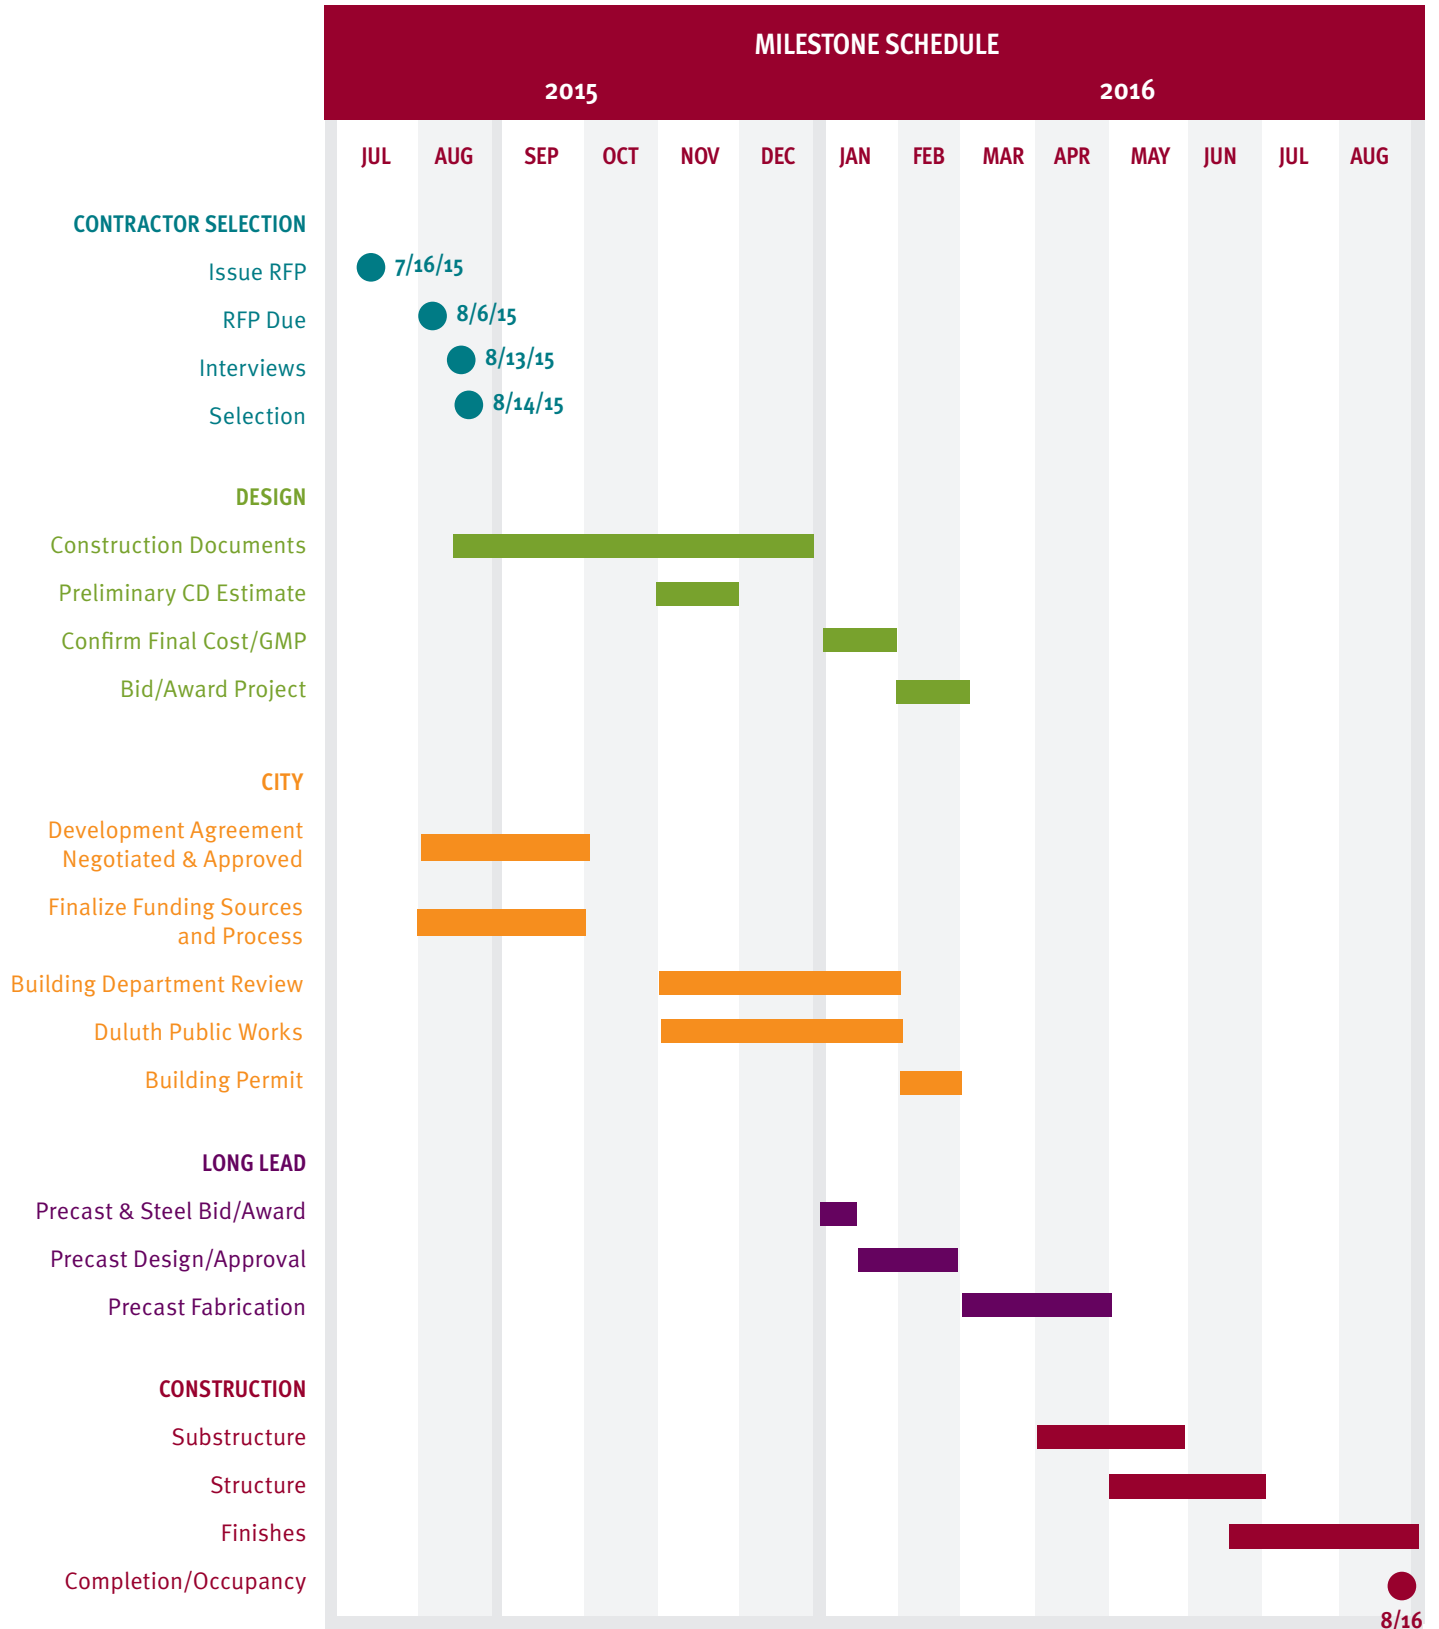 MILESTONE SCHEDULE
2015 2016
JUL AUG SEP OCT NOV DEC JAN FEB MAR APR MAY JUN JUL AUG
CONTRACTOR SELECTION
Issue RFP 7/16/15
RFP Due 8/6/15
Interviews 8/13/15
Selection 8/14/15
DESIGN
Construction Documents
Preliminary CD Estimate
Confirm Final Cost/GMP
Bid/Award Project
CITY
Development Agreement
Negotiated & Approved
Finalize Funding Sources
and Process
Building Department Review
Duluth Public Works
Building Permit
LONG LEAD
Precast & Steel Bid/Award
Precast Design/Approval
Precast Fabrication
CONSTRUCTION
Substructure
Structure
Finishes
Completion/Occupancy
8/16